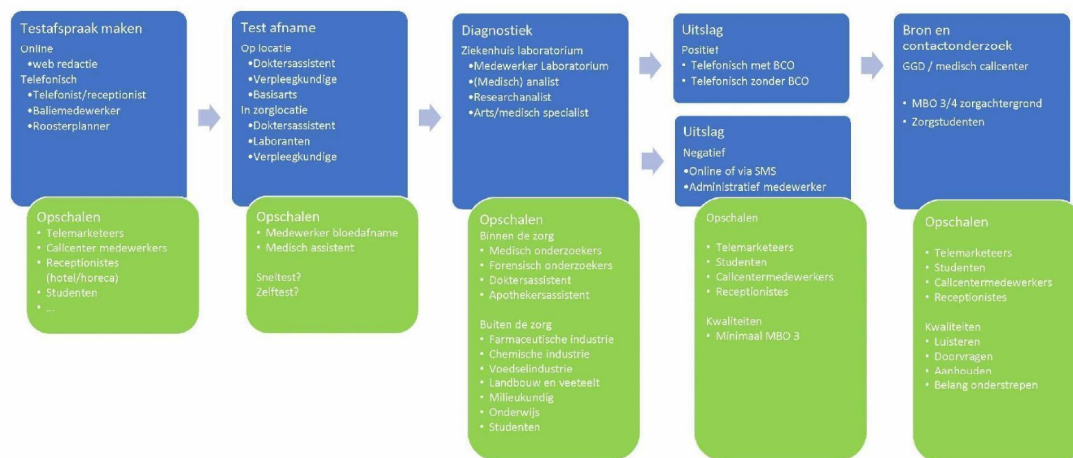 Testafspraak maken
Online
•web redactie
Telefonisch
•Telefonist/receptionist
•Baliemedewerker
•Roosterplanner
Opschalen
• Telemarketeers
• Callcenter medewerkers
• Receptionistes
(hotel/horeca)
• Studenten
• ...
Test afname
Op locatie
•Doktersassistent
•Verpleegkundige
•Basisarts
In zorglocatie
•Doktersassistent
•Laboranten
•Verpleegkundige
Opschalen
• Medewerker bloedafname
• Medisch assistent
Sneltest?
Zelftest?
Diagnostiek
Ziekenhuis laboratorium
•Medewerker Laboratorium
•(Medisch) analist
•Researchanalist
•Arts/medisch specialist
Opschalen
Binnen de zorg
• Medisch onderzoekers
• Forensisch onderzoekers
• Doktersassistent
• Apothekersassistent
Buiten de zorg
• Farmaceutische industrie
• Chemische industrie
• Voedselindustrie
• Landbouw en veeteelt
• Milieukundig
• Onderwijs
• Studenten
Uitslag
Positief
• Telefonisch met BCO
• Telefonisch zonder BCO
Uitslag
Negatief
•Online of via SMS
•Administratief medewerker
Opschalen
• Telemarketeers
• Studenten
• Callcentermedewerkers
• Receptionistes
Kwaliteiten
• Minimaal MBO 3
Bron en
contactonderzoek
GGD / medisch callcenter
• MBO 3/4 zorgachtergrond
• Zorgstudenten
Opschalen
• Telemarketeers
• Studenten
• Callcentermedewerkers
• Receptionistes
Kwaliteiten
• Luisteren
• Doorvragen
• Aanhouden
• Belang onderstrepen